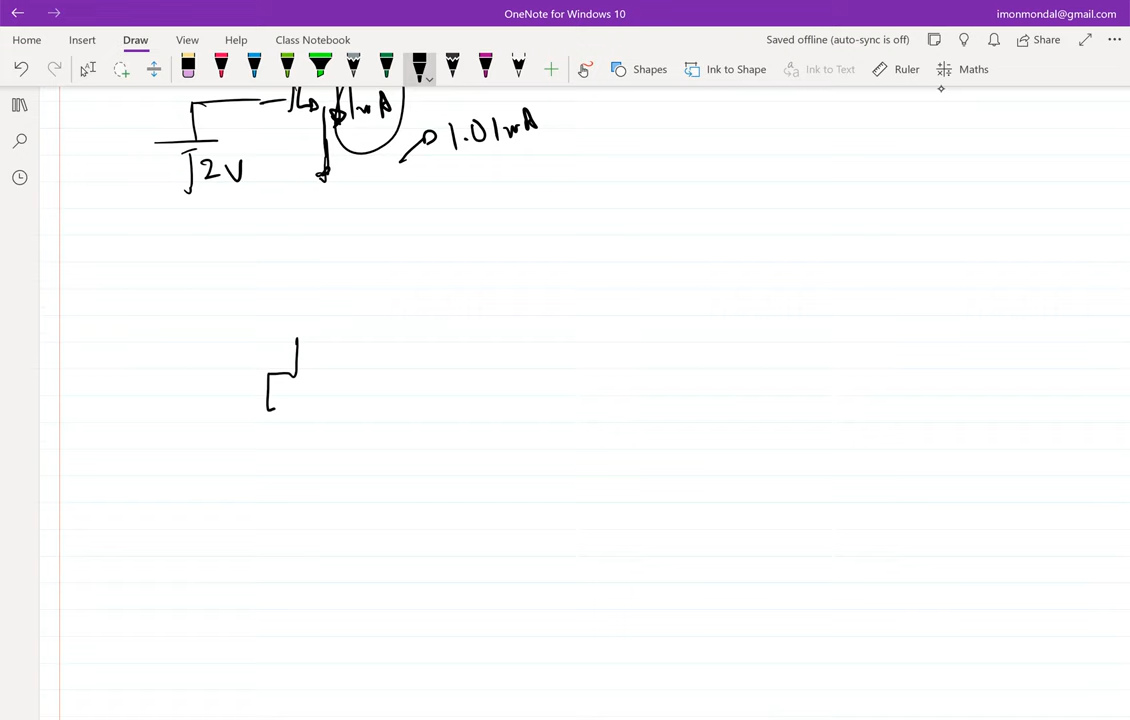 OneNote for Windows 10
imonmondal@gmail.com
Home Insert Draw View Help Class Notebook
Saved offline (auto-sync is off) Share
Shapes Ink to Shape Ink to Text Ruler Maths
1mA
1.01mA
2V